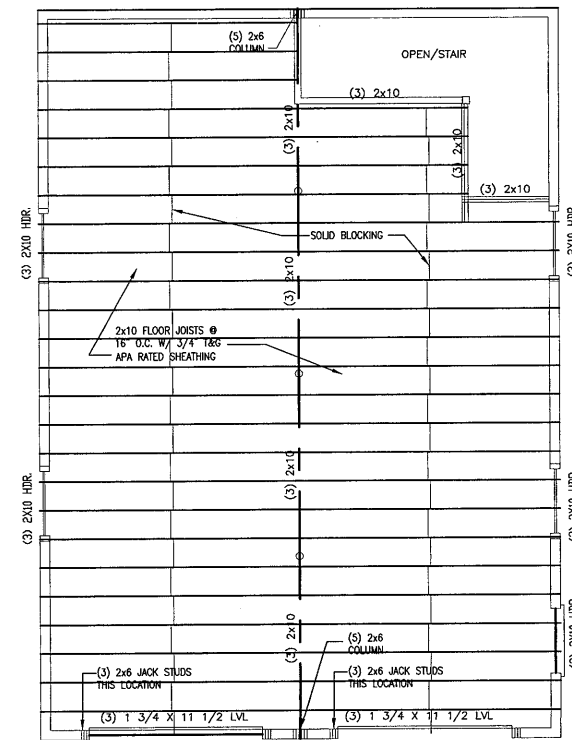 (5) 2x6
COLUMN
OPEN/STAIR
(3) 2x10
(3) 2x10
(3) 2x10
(3) 2x10
(3) 2X10 HDR.
SOLID BLOCKING
(3) 2x10
2x10 FLOOR JOISTS @
16" O.C. W/ 3/4" T&G
APA RATED SHEATHING
(3) 2X10 HDR.
(3) 2x10
(3) 2x10
(5) 2x6
COLUMN
(3) 2x6 JACK STUDS
THIS LOCATION
(3) 2x6 JACK STUDS
THIS LOCATION
(3) 1 3/4 X 11 1/2 LVL
(3) 1 3/4 X 11 1/2 LVL